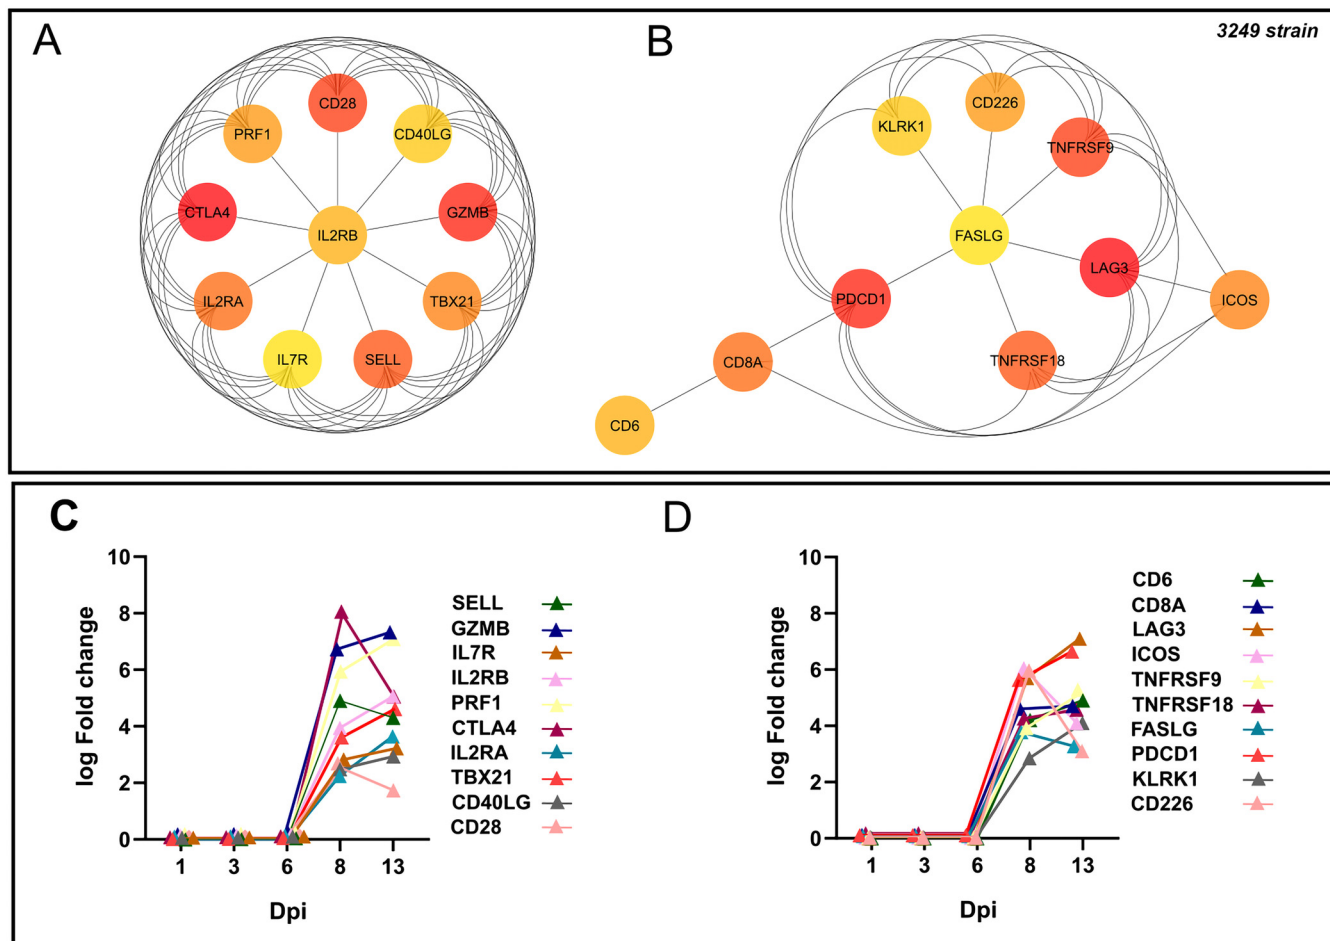 A
B
3249 strain
CD28
PRF1
CD40LG
CTLA4
GZMB
IL2RB
IL2RA
TBX21
IL7R
SELL
CD226
KLRK1
TNFRSF9
FASLG
LAG3
PDCD1
ICOS
CD8A
TNFRSF18
CD6
C
log Fold change
10
8
6
4
2
0
1
3
6
8
13
Dpi
SELL
GZMB
IL7R
IL2RB
PRF1
CTLA4
IL2RA
TBX21
CD40LG
CD28
D
log Fold change
10
8
6
4
2
0
1
3
6
8
13
Dpi
CD6
CD8A
LAG3
ICOS
TNFRSF9
TNFRSF18
FASLG
PDCD1
KLRK1
CD226